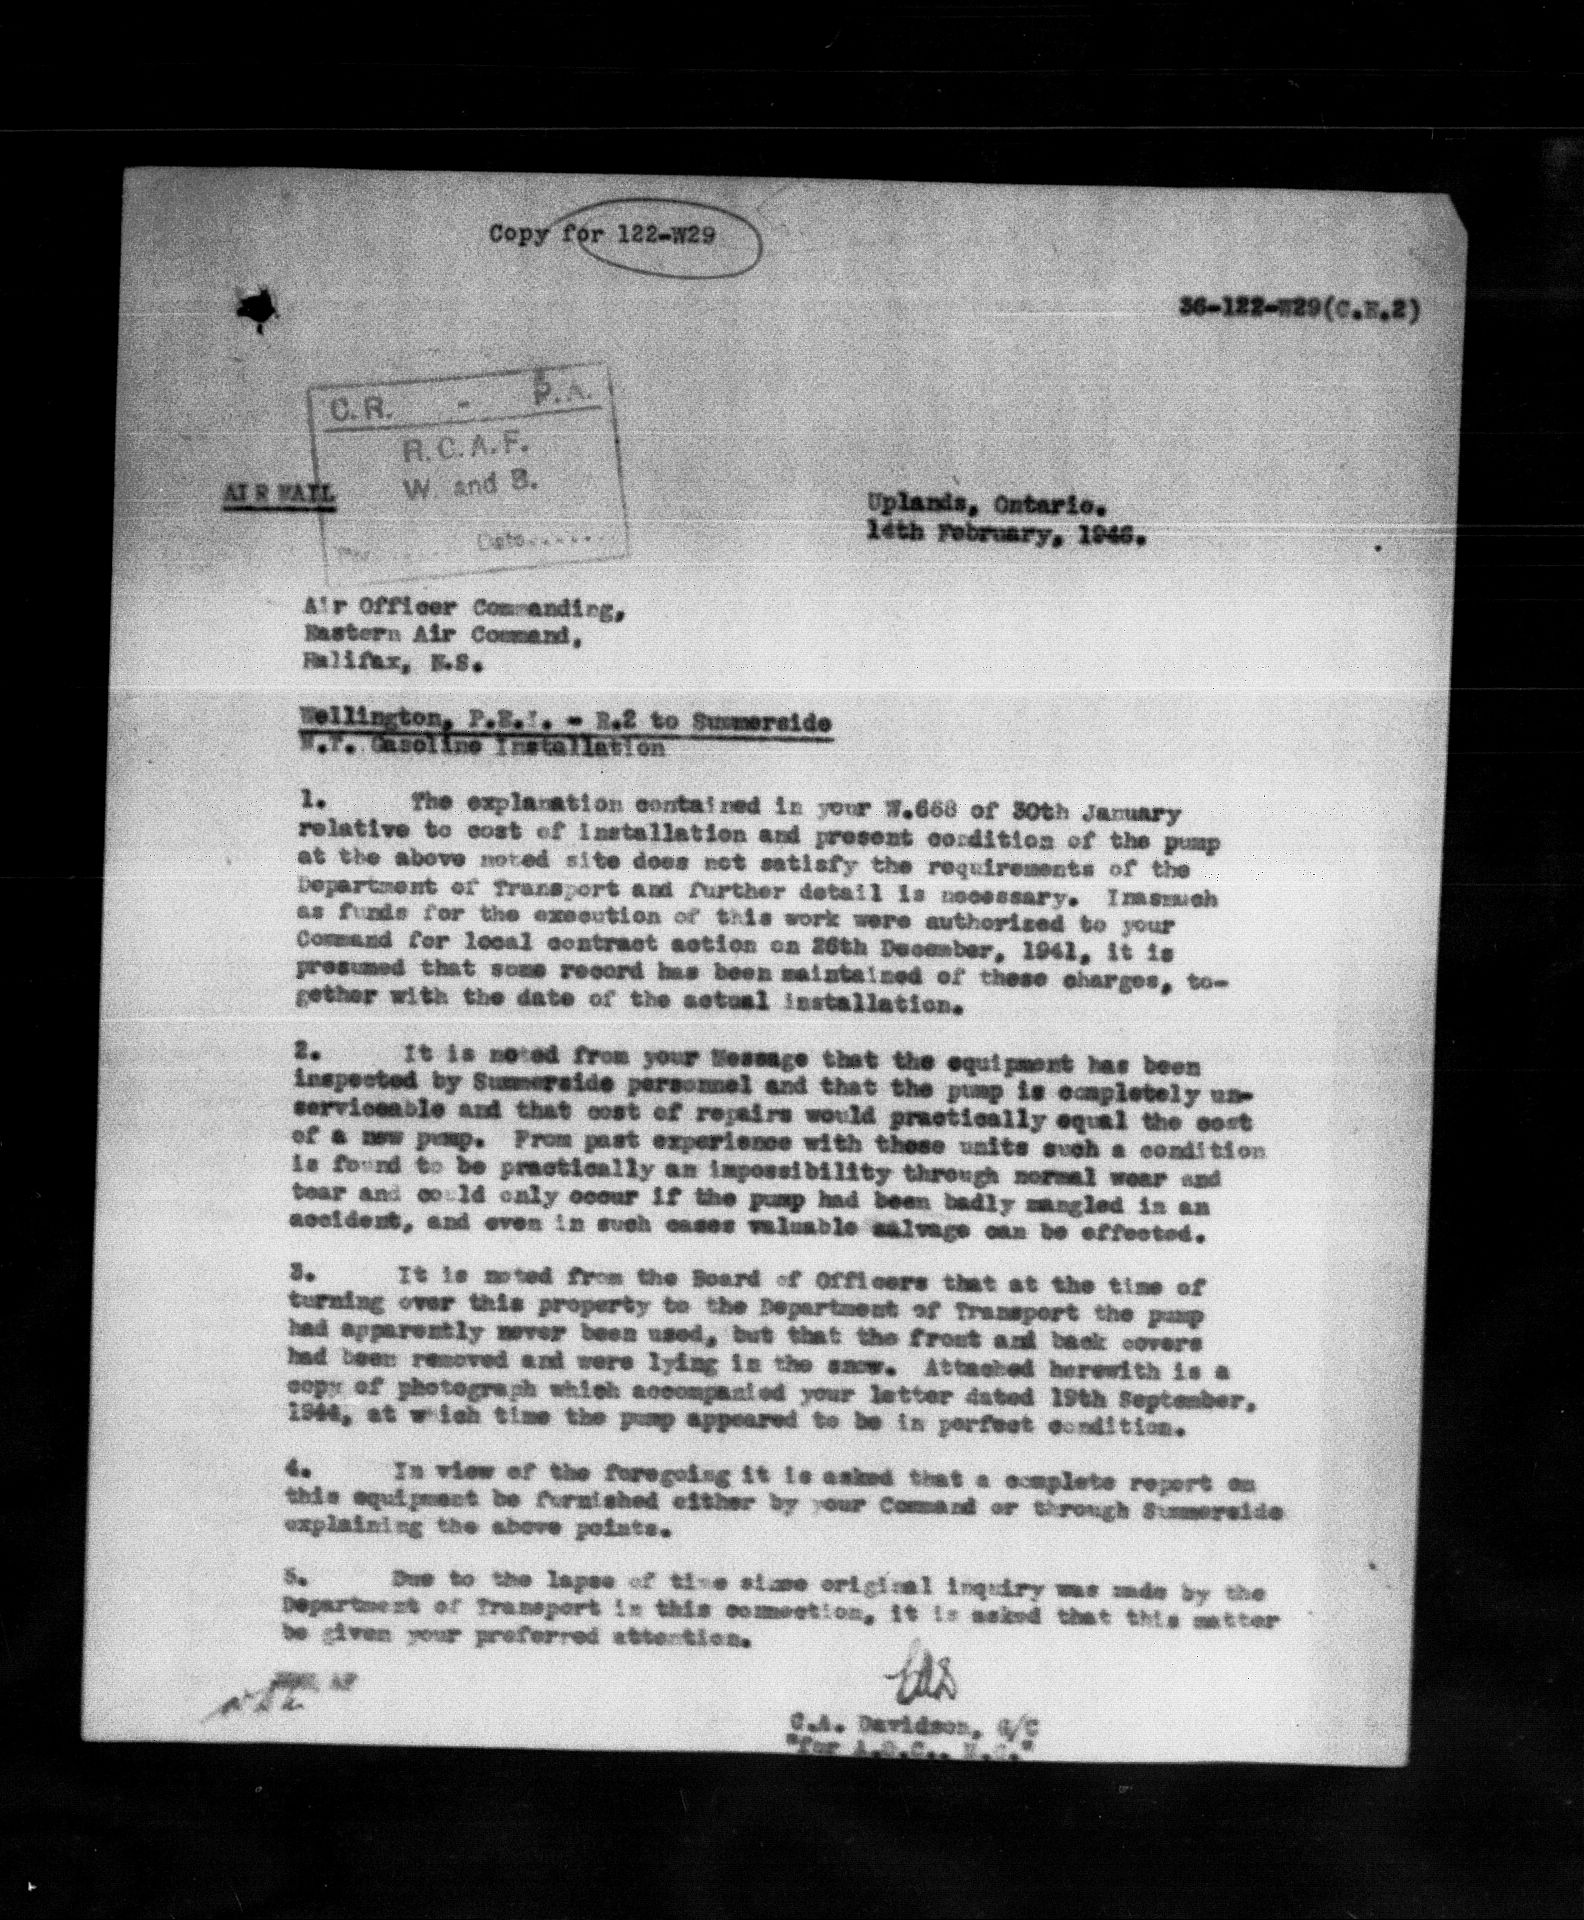 Copy for 122-W29
36-122-W29(C.E.2)
C.R. - P.A.
R.C.A.F.
W. and B.
Date......
AIR MAIL
Uplands, Ontario.
14th February, 1946.
Air Officer Commanding,
Eastern Air Command,
Halifax, N.S.
Wellington, P.E.I. - R.2 to Summerside
Gasoline Installation
1. The explanation contained in your W.658 of 30th January
relative to cost of installation and present condition of the pump
at the above noted site does not satisfy the requirements of the
Department of Transport and further detail is necessary. Inasmuch
as funds for the execution of this work were authorized to your
Command for local contract action on 26th December, 1941, it is
presumed that some record has been maintained of these charges, to-
gether with the date of the actual installation.
2. It is noted from your Message that the equipment has been
inspected by Summerside personnel and that the pump is completely un-
serviceable and that cost of repairs would practically equal the cost
of a new pump. From past experience with these units such a condition
is found to be practically an impossibility through normal wear and
tear and could only occur if the pump had been badly mangled in an
accident, and even in such cases valuable salvage can be effected.
3. It is noted from the Board of Officers that at the time of
turning over this property to the Department of Transport the pump
had apparently never been used, but that the front and back covers
had been removed and were lying in the snow. Attached herewith is a
copy of photograph which accompanied your letter dated 19th September,
1944, at which time the pump appeared to be in perfect condition.
4. In view of the foregoing it is asked that a complete report on
this equipment be furnished either by your Command or through Summerside
explaining the above points.
5. Due to the lapse of time since original inquiry was made by the
Department of Transport in this connection, it is asked that this matter
be given your preferred attention.
C.A. Davidson, G/C
"for A.O.C.,